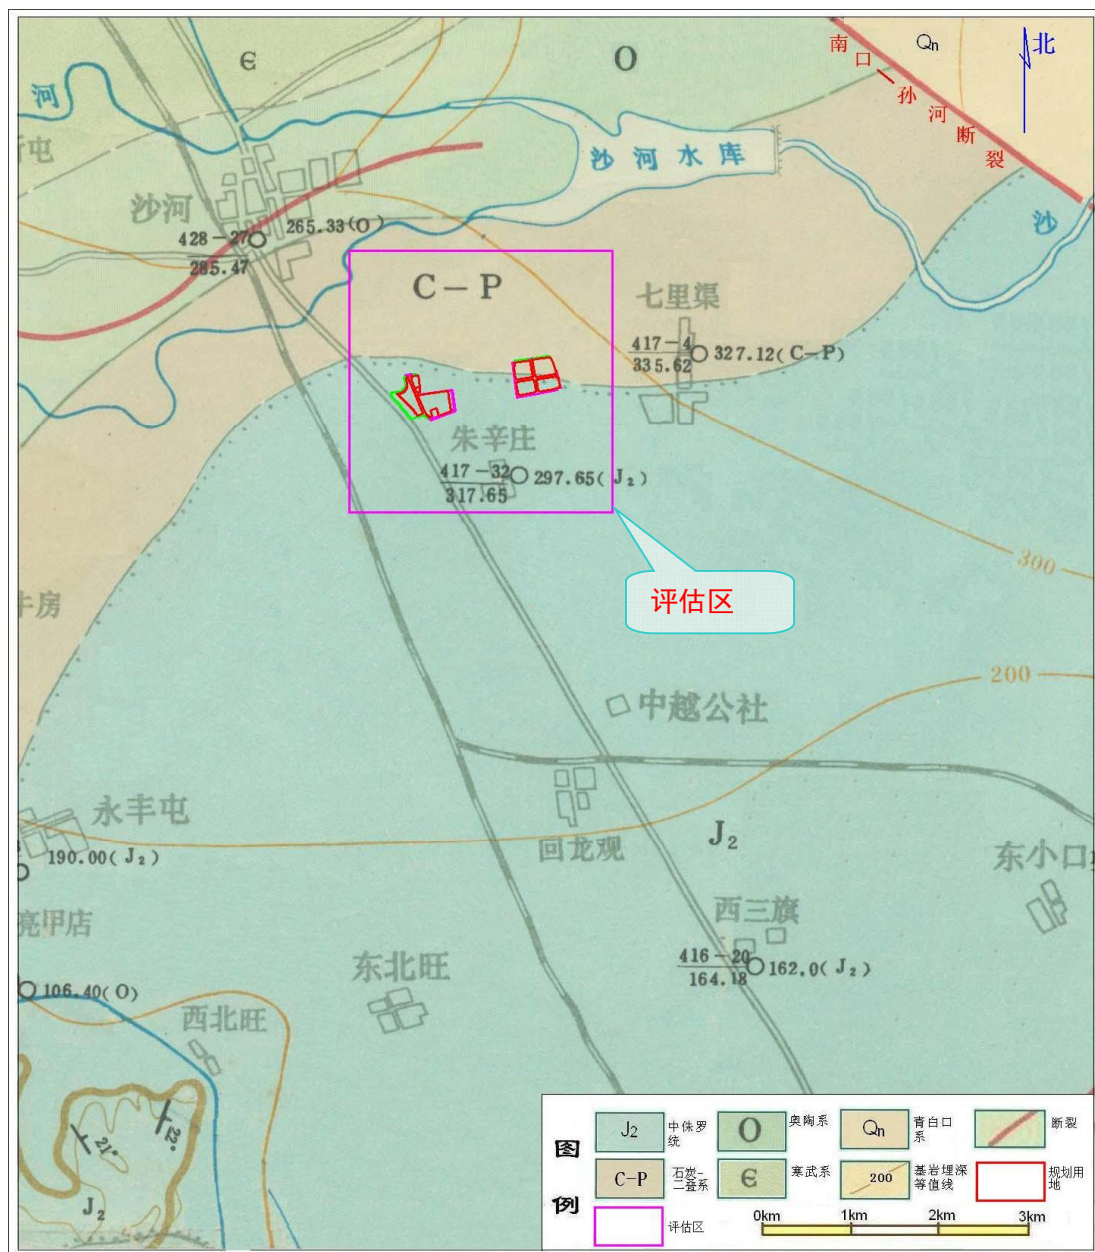 Є
O
Qn
北
南口—孙河断裂
河
屯
沙河水库
沙
沙河
428-27
285.47
265.33(O)
C-P
七里渠
417-4
335.62
327.12(C-P)
朱辛庄
417-32
317.65
297.65(J2)
300
评估区
牛房
200
中越公社
永丰屯
190.00(J2)
回龙观
J2
东小口
亮甲店
西三旗
416-20
164.18
162.0(J2)
东北旺
106.40(O)
西北旺
21°
22°
J2
图例
J2
中侏罗统
O
奥陶系
Qn
青白口系
断裂
C-P
石炭-二叠系
Є
寒武系
200
基岩埋深等值线
规划用地
评估区
0km
1km
2km
3km